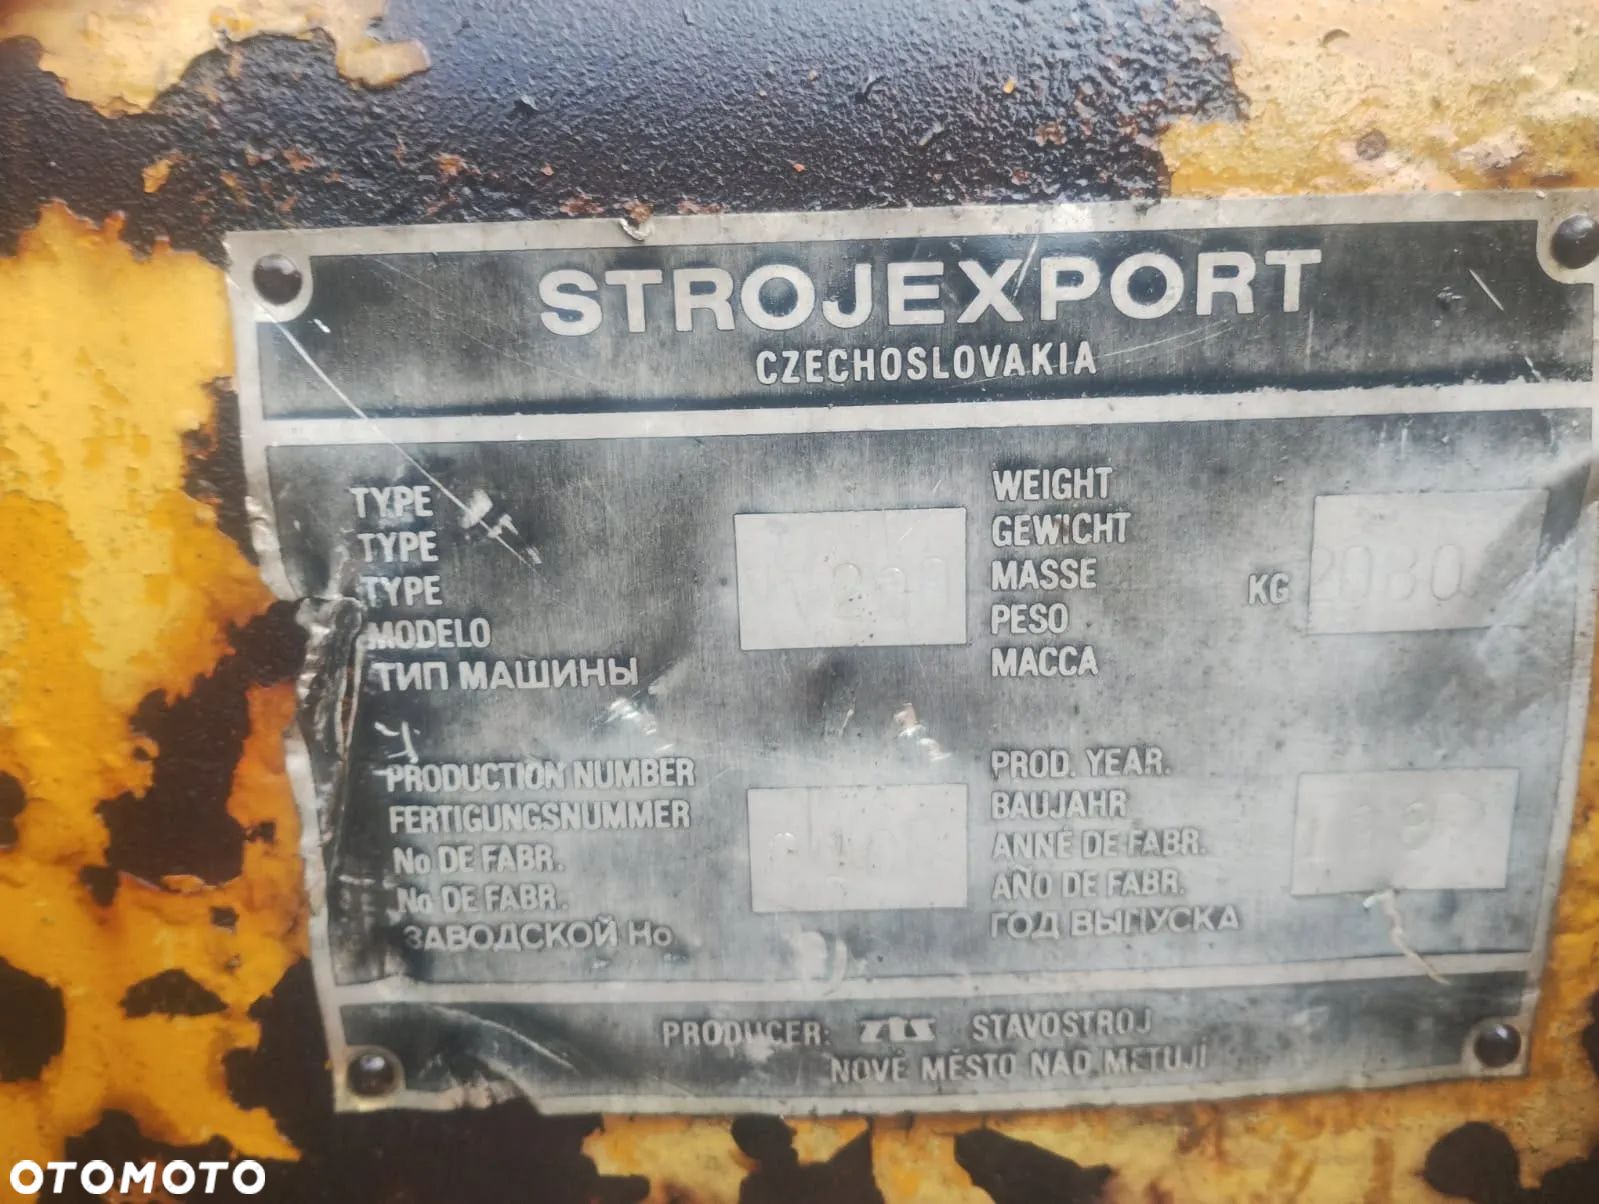 STROJEXPORT
CZECHOSLOVAKIA
TYPE
TYPE
TYPE
MODELO
ТИП МАШИНЫ
WEIGHT
GEWICHT
MASSE
PESO
МАССА
KG
PRODUCTION NUMBER
FERTIGUNGSNUMMER
No DE FABR.
No DE FABR.
ЗАВОДСКОЙ Но
PROD. YEAR.
BAUJAHR
ANNÉ DE FABR.
AÑO DE FABR.
ГОД ВЫПУСКА
PRODUCER: ZTS STAVOSTROJ
NOVÉ MĚSTO NAD METUJÍ
OTOMOTO